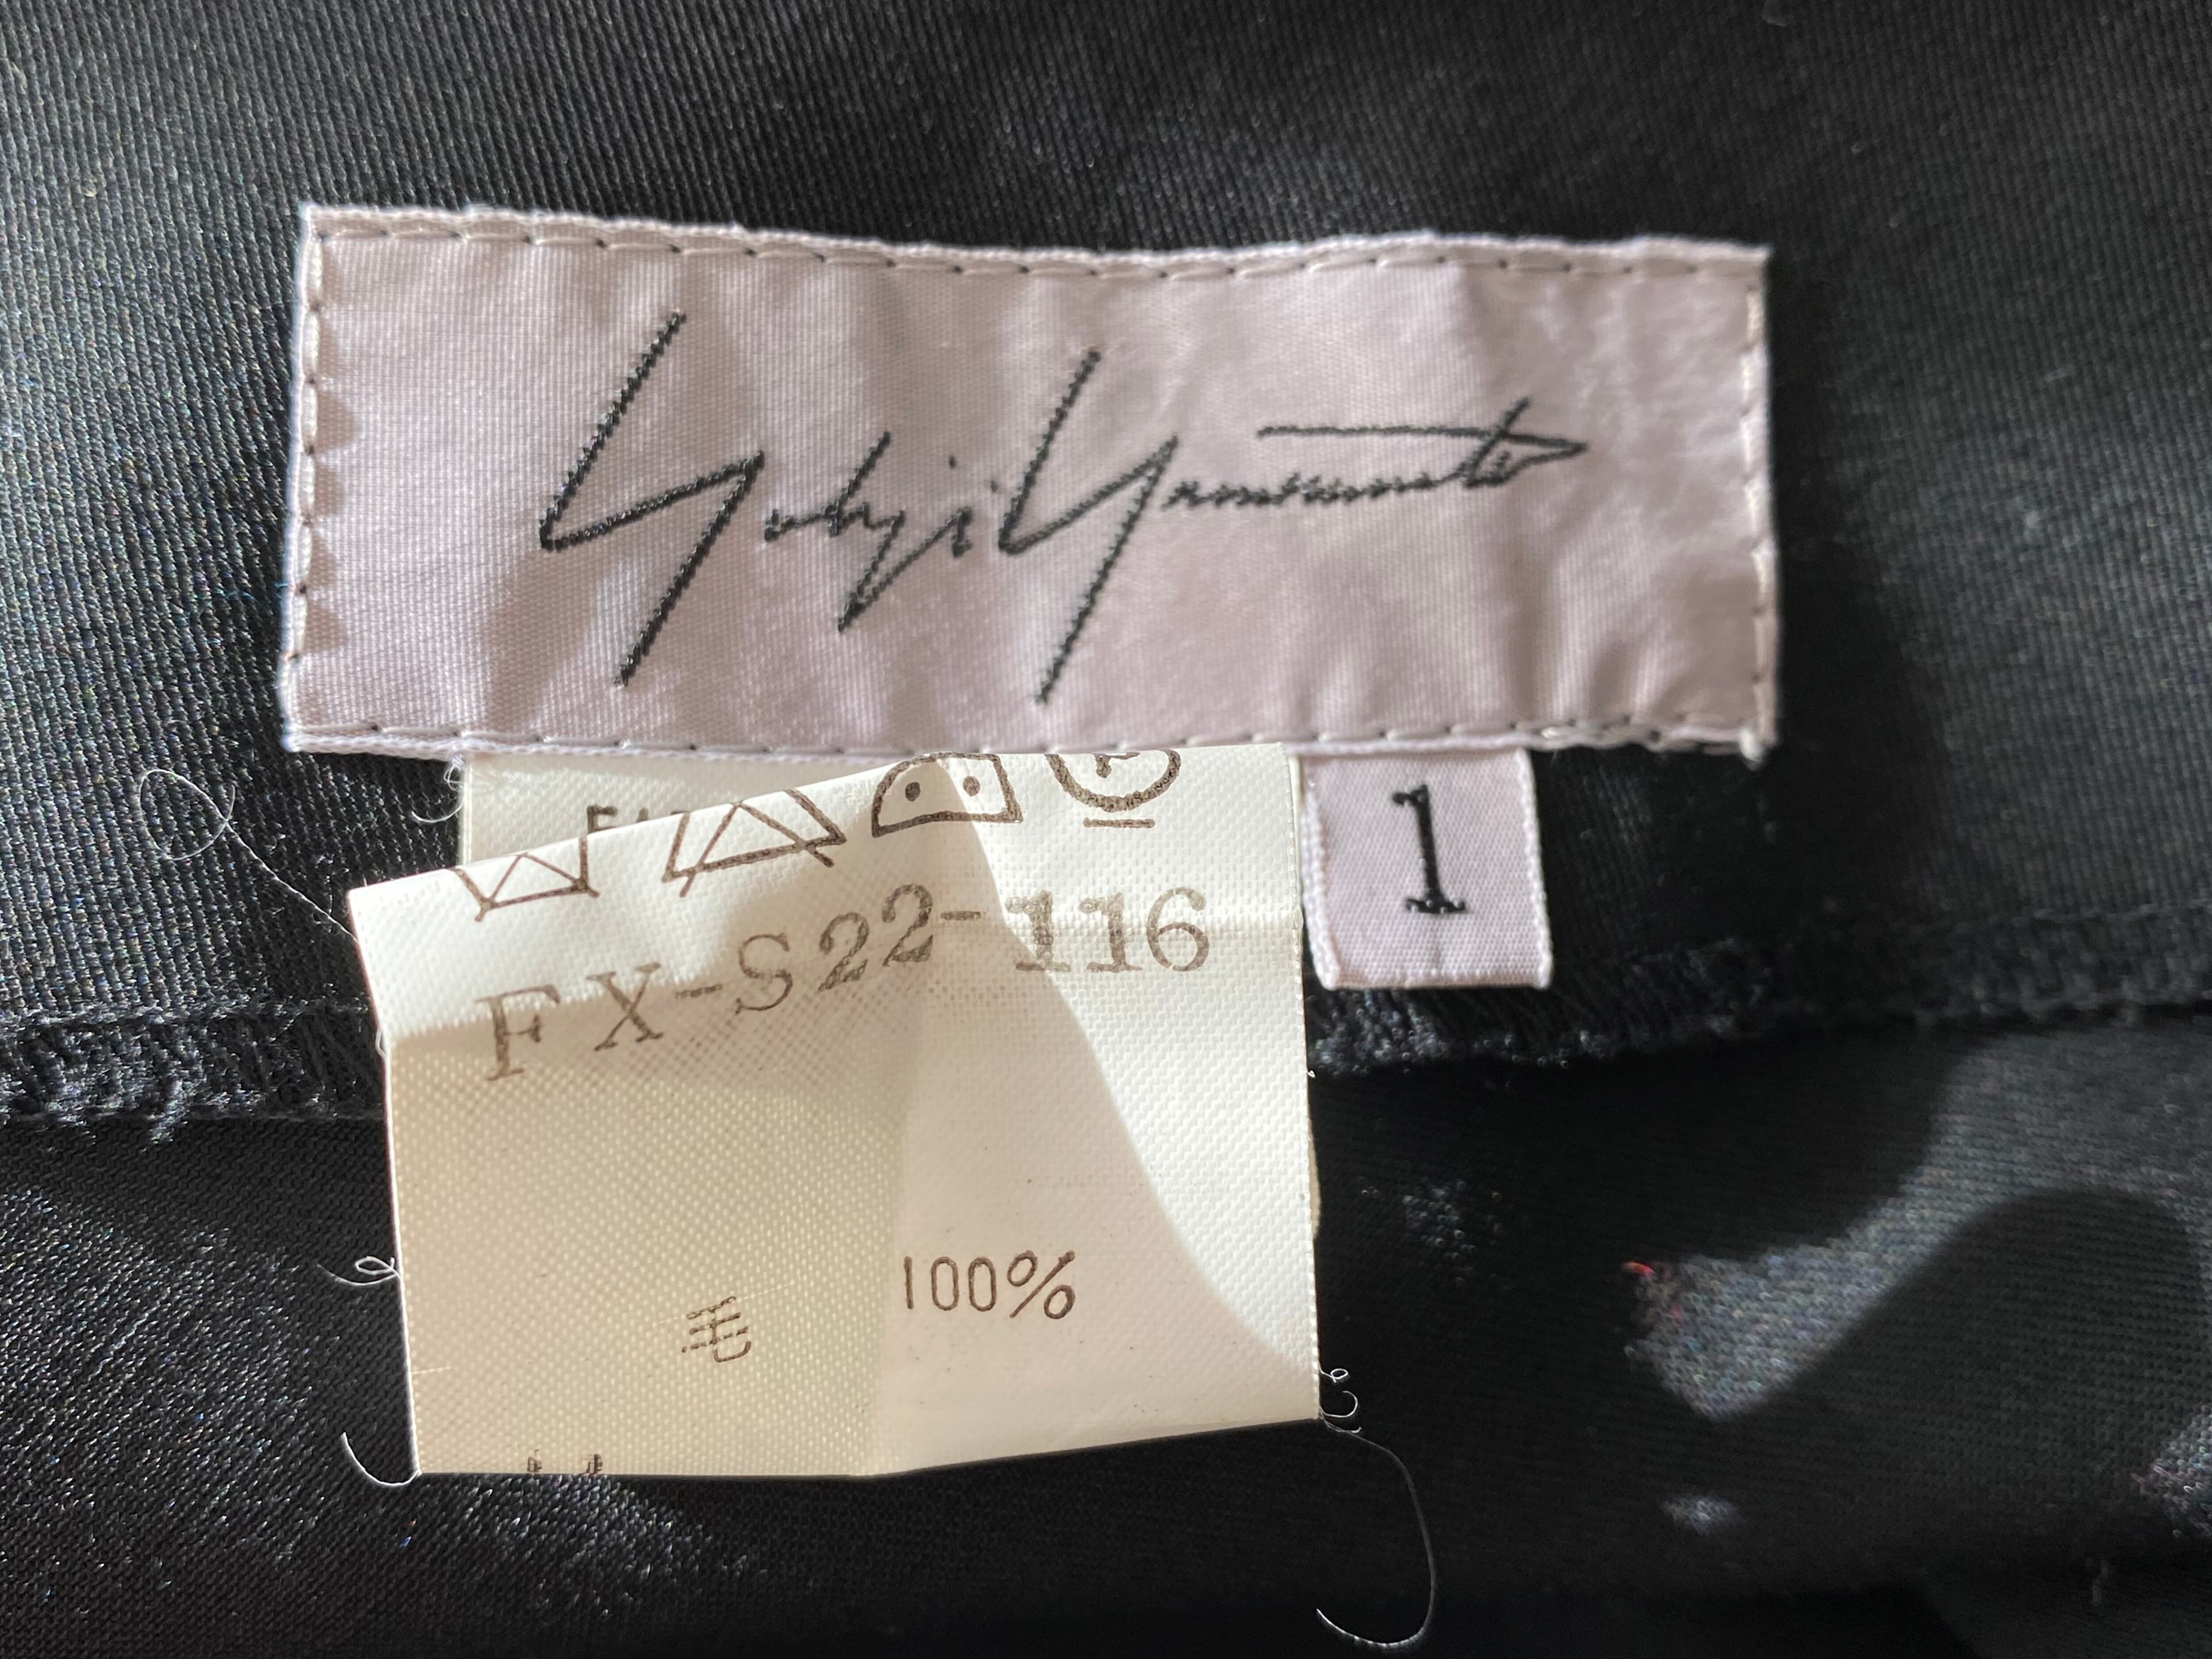 Yohji Yamamoto
1
FX-S22-116
毛 100%